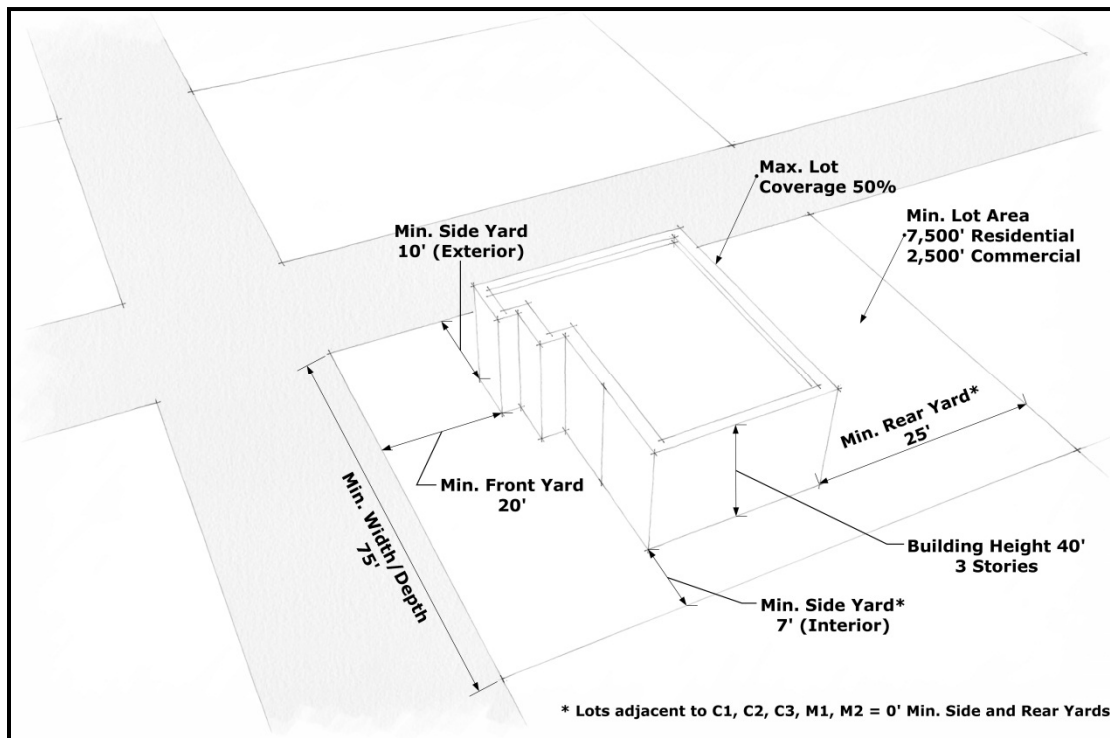 Max. Lot
Coverage 50%
Min. Lot Area
7,500' Residential
2,500' Commercial
Min. Side Yard
10' (Exterior)
Min. Rear Yard*
25'
Min. Front Yard
20'
Min. Width/Depth
75'
Building Height 40'
3 Stories
Min. Side Yard*
7' (Interior)
* Lots adjacent to C1, C2, C3, M1, M2 = 0' Min. Side and Rear Yards